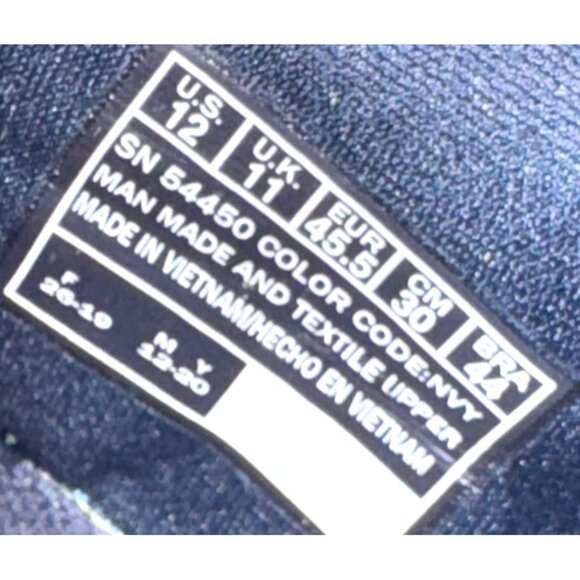 U.S. U.K. EUR CM BRA
12 11 45.5 30 44
SN 54450 COLOR CODE:NVY
MAN MADE AND TEXTILE UPPER
MADE IN VIETNAM/HECHO EN VIETNAM
F M Y
26-19 12-20